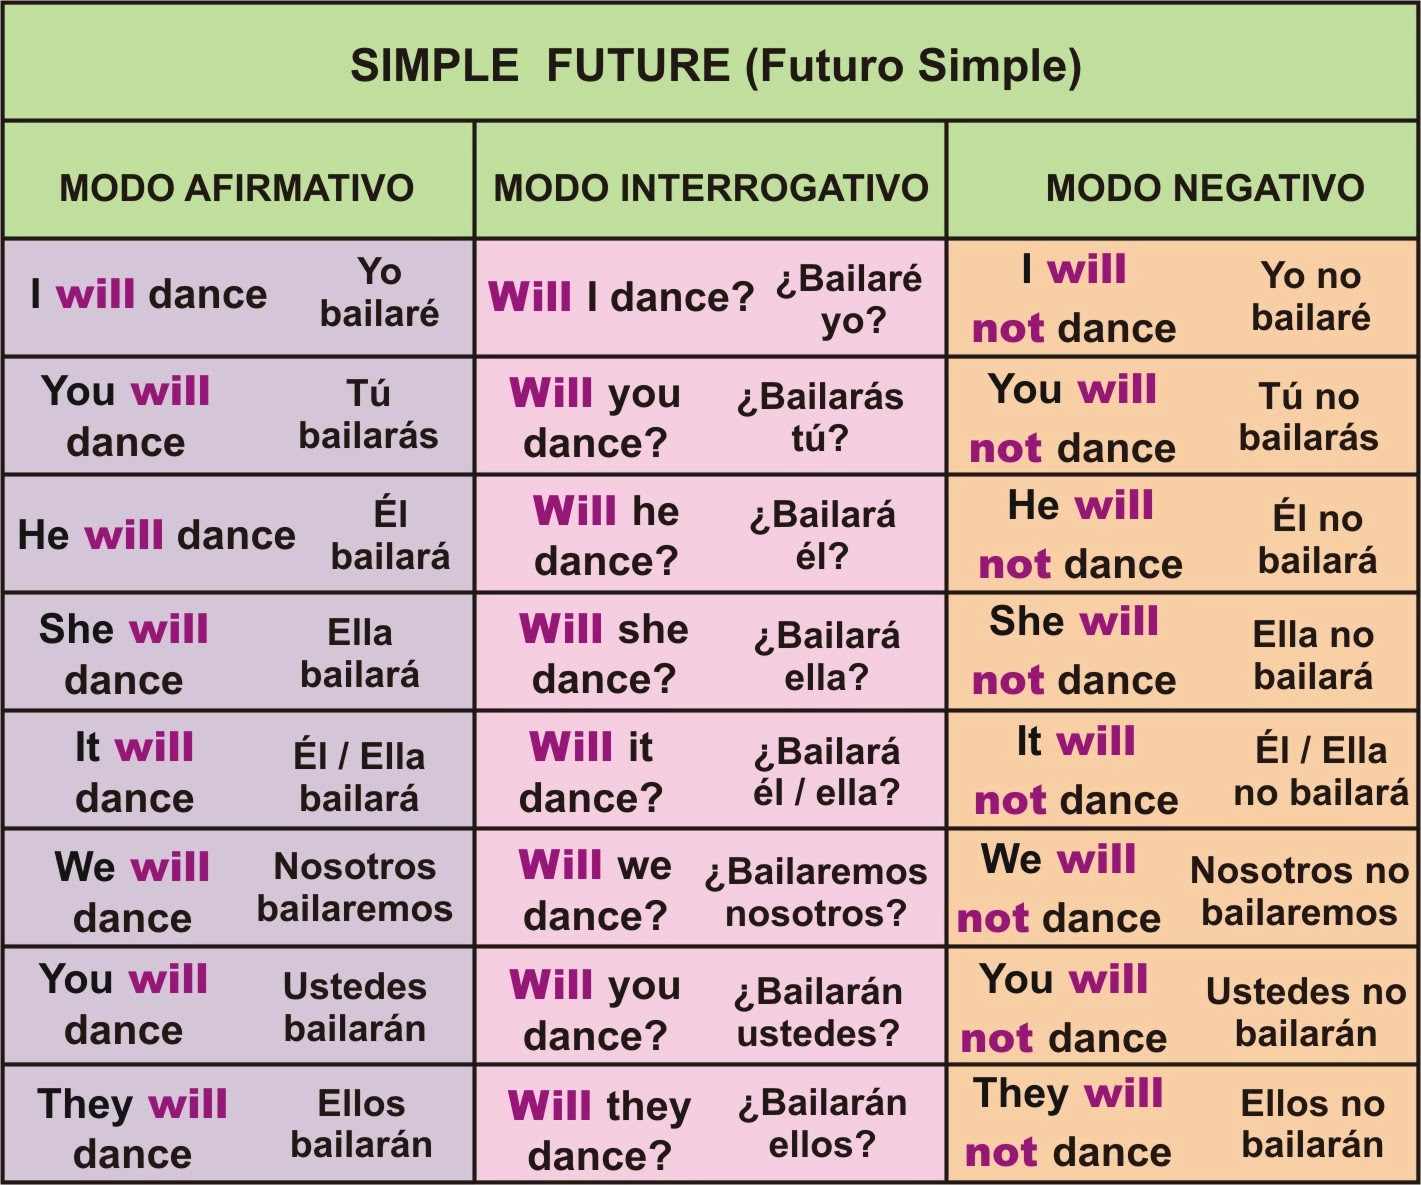 SIMPLE FUTURE (Futuro Simple)
MODO AFIRMATIVO
MODO INTERROGATIVO
MODO NEGATIVO
I will dance
Yo
bailaré
Will I dance?
¿Bailaré
yo?
I will
not dance
Yo no
bailaré
You will
dance
Tú
bailarás
Will you
dance?
¿Bailarás
tú?
You will
not dance
Tú no
bailarás
He will dance
Él
bailará
Will he
dance?
¿Bailará
él?
He will
not dance
Él no
bailará
She will
dance
Ella
bailará
Will she
dance?
¿Bailará
ella?
She will
not dance
Ella no
bailará
It will
dance
Él / Ella
bailará
Will it
dance?
¿Bailará
él / ella?
It will
not dance
Él / Ella
no bailará
We will
dance
Nosotros
bailaremos
Will we
dance?
¿Bailaremos
nosotros?
We will
not dance
Nosotros no
bailaremos
You will
dance
Ustedes
bailarán
Will you
dance?
¿Bailarán
ustedes?
You will
not dance
Ustedes no
bailarán
They will
dance
Ellos
bailarán
Will they
dance?
¿Bailarán
ellos?
They will
not dance
Ellos no
bailarán